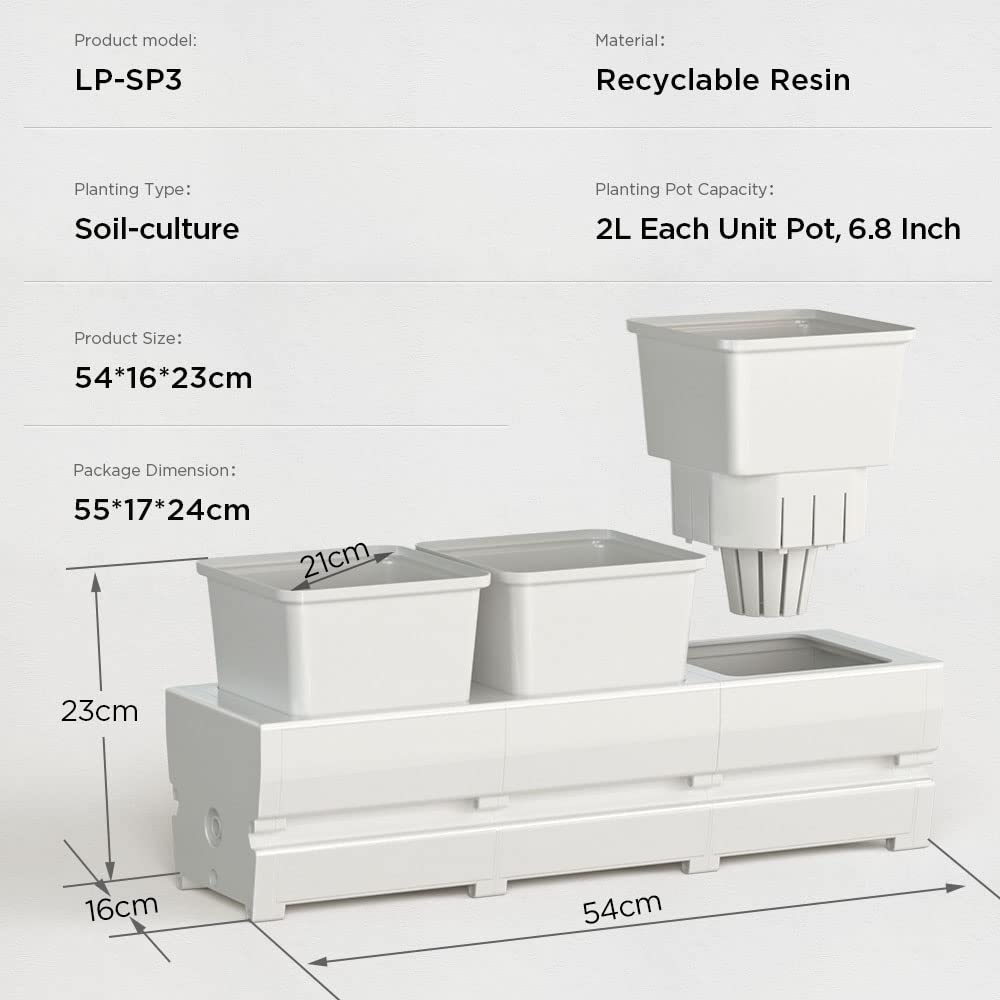 Product model:
LP-SP3
Material:
Recyclable Resin
Planting Type:
Soil-culture
Planting Pot Capacity:
2L Each Unit Pot, 6.8 Inch
Product Size:
54*16*23cm
Package Dimension:
55*17*24cm
21cm
23cm
16cm
54cm